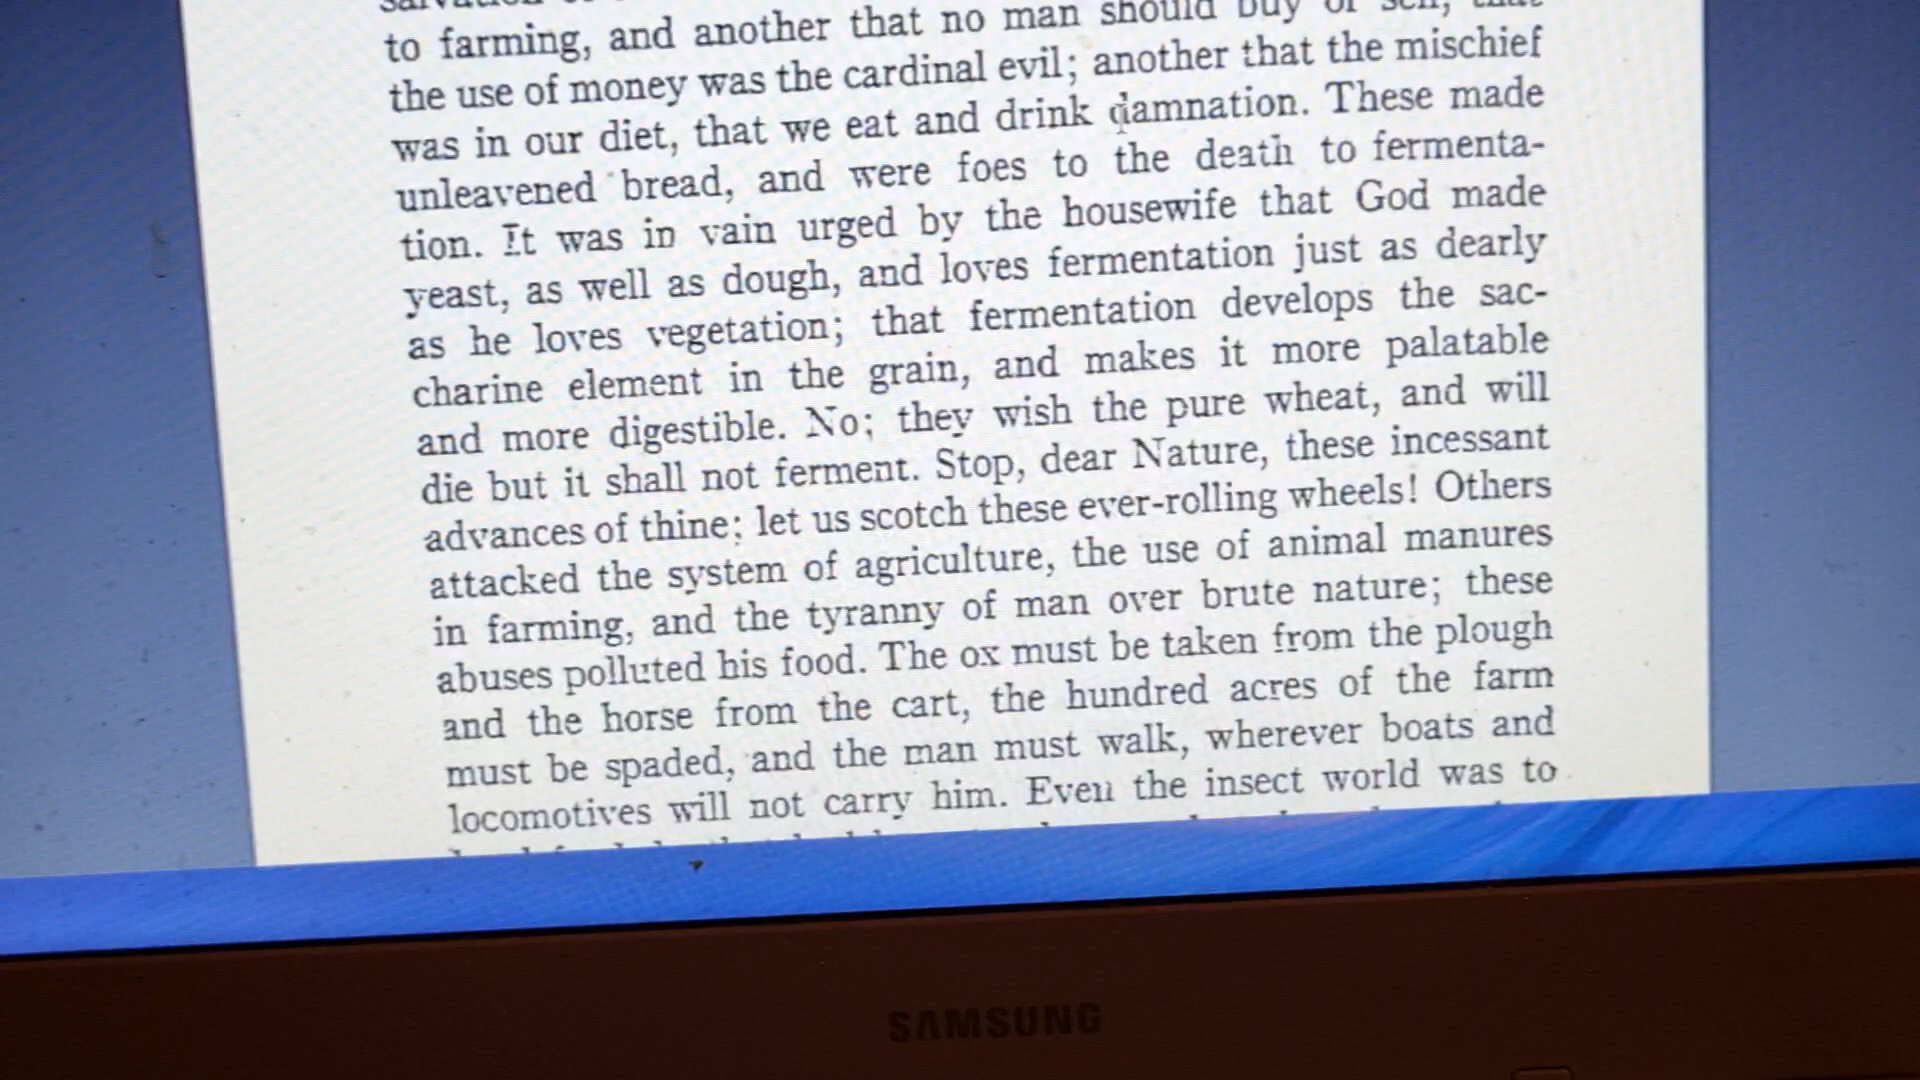 to farming, and another that no man should buy or sell, that
the use of money was the cardinal evil; another that the mischief
was in our diet, that we eat and drink damnation. These made
unleavened bread, and were foes to the death to fermenta-
tion. It was in vain urged by the housewife that God made
yeast, as well as dough, and loves fermentation just as dearly
as he loves vegetation; that fermentation develops the sac-
charine element in the grain, and makes it more palatable
and more digestible. No; they wish the pure wheat, and will
die but it shall not ferment. Stop, dear Nature, these incessant
advances of thine; let us scotch these ever-rolling wheels! Others
attacked the system of agriculture, the use of animal manures
in farming, and the tyranny of man over brute nature; these
abuses polluted his food. The ox must be taken from the plough
and the horse from the cart, the hundred acres of the farm
must be spaded, and the man must walk, wherever boats and
locomotives will not carry him. Even the insect world was to
SAMSUNG